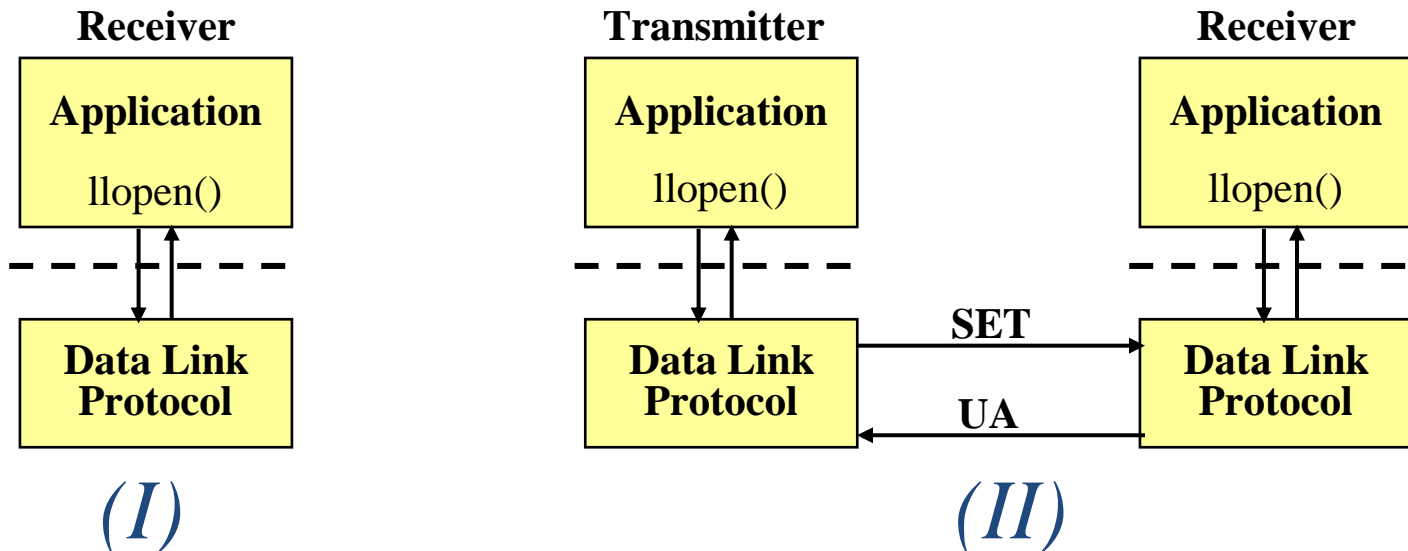 Receiver
Application
llopen()
Data Link
Protocol
(I)
Transmitter
Application
llopen()
Data Link
Protocol
SET
UA
Receiver
Application
llopen()
Data Link
Protocol
(II)